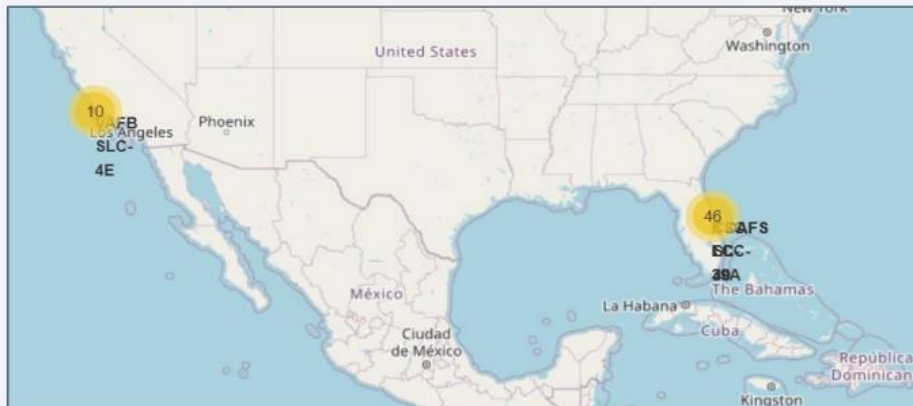 New York
Washington
United States
10
VAFB
Los Angeles
SLC-
4E
Phoenix
46
The Bahamas
La Habana
México
Cuba
Ciudad
de México
República
Dominican
Kingston